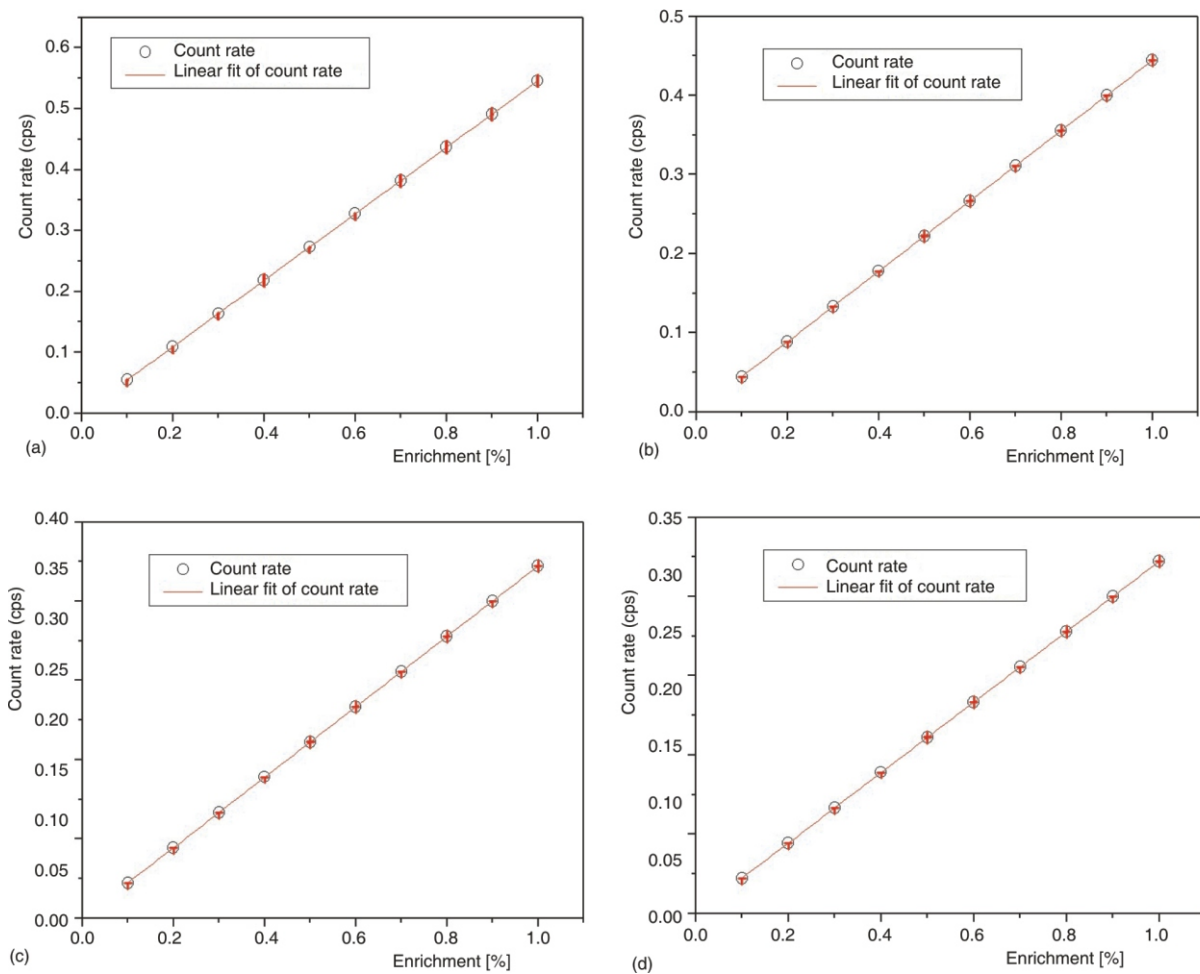 0.6
0.5
0.4
0.3
0.2
0.1
0.0
Count rate (cps)
Count rate
Linear fit of count rate
0.0 0.2 0.4 0.6 0.8 1.0
Enrichment [%]
(a)
0.5
0.4
0.3
0.2
0.1
0.0
Count rate (cps)
Count rate
Linear fit of count rate
0.0 0.2 0.4 0.6 0.8 1.0
Enrichment [%]
(b)
0.40
0.35
0.30
0.25
0.20
0.15
0.10
0.05
0.00
Count rate (cps)
Count rate
Linear fit of count rate
0.0 0.2 0.4 0.6 0.8 1.0
Enrichment [%]
(c)
0.35
0.30
0.25
0.20
0.15
0.10
0.05
0.00
Count rate (cps)
Count rate
Linear fit of count rate
0.0 0.2 0.4 0.6 0.8 1.0
Enrichment [%]
(d)